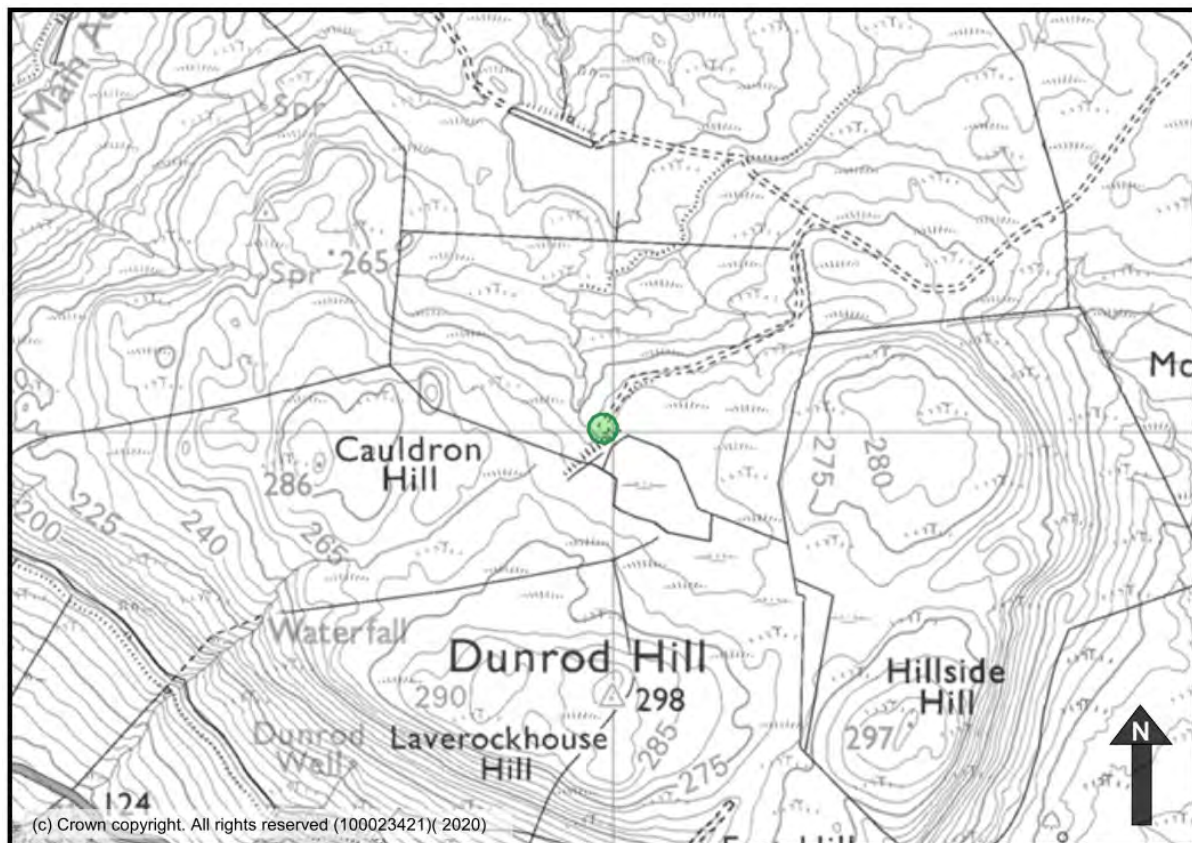 Main
Spr
265
Spr
Cauldron
Hill
286
200
225
240
265
275
280
Waterfall
Dunrod Hill
290
298
285
275
Laverockhouse
Hill
Dunrod
Well
124
Hillside
Hill
297
N
(c) Crown copyright. All rights reserved (100023421)( 2020)